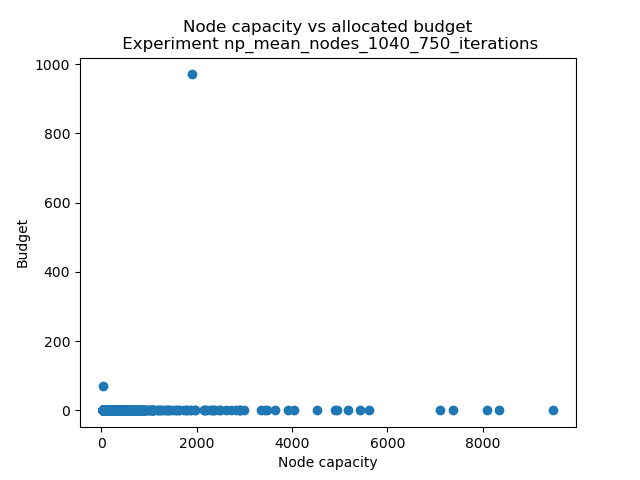 Node capacity vs allocated budget
Experiment np_mean_nodes_1040_750_iterations
1000
800
600
400
200
0
Budget
0 2000 4000 6000 8000
Node capacity